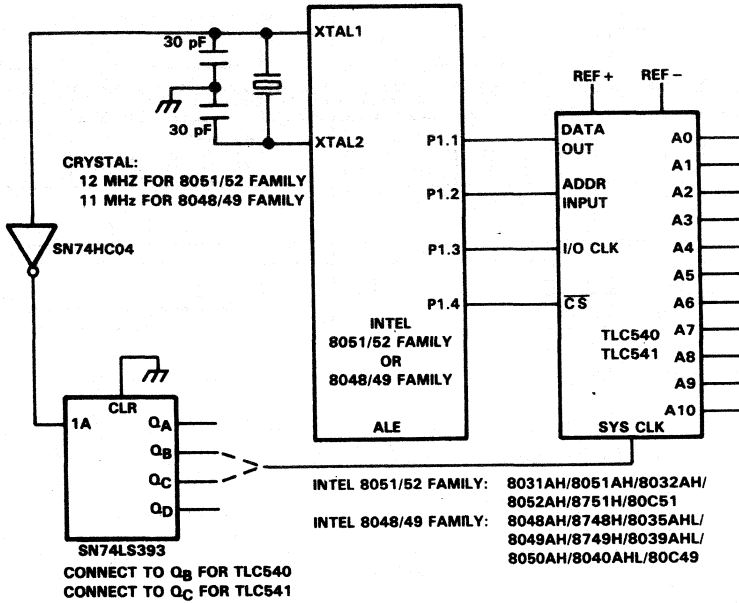 30 pF
XTAL1
REF + REF −
30 pF
XTAL2
P1.1
DATA
OUT
A0
CRYSTAL:
12 MHZ FOR 8051/52 FAMILY
11 MHz FOR 8048/49 FAMILY
A1
P1.2
ADDR
INPUT
A2
A3
SN74HC04
P1.3
I/O CLK
A4
A5
P1.4
CS
A6
INTEL
8051/52 FAMILY
OR
8048/49 FAMILY
TLC540
TLC541
A7
A8
A9
A10
CLR
1A
QA
ALE
SYS CLK
QB
QC
QD
SN74LS393
INTEL 8051/52 FAMILY: 8031AH/8051AH/8032AH/
8052AH/8751H/80C51
INTEL 8048/49 FAMILY: 8048AH/8748H/8035AHL/
8049AH/8749H/8039AHL/
8050AH/8040AHL/80C49
CONNECT TO QB FOR TLC540
CONNECT TO QC FOR TLC541